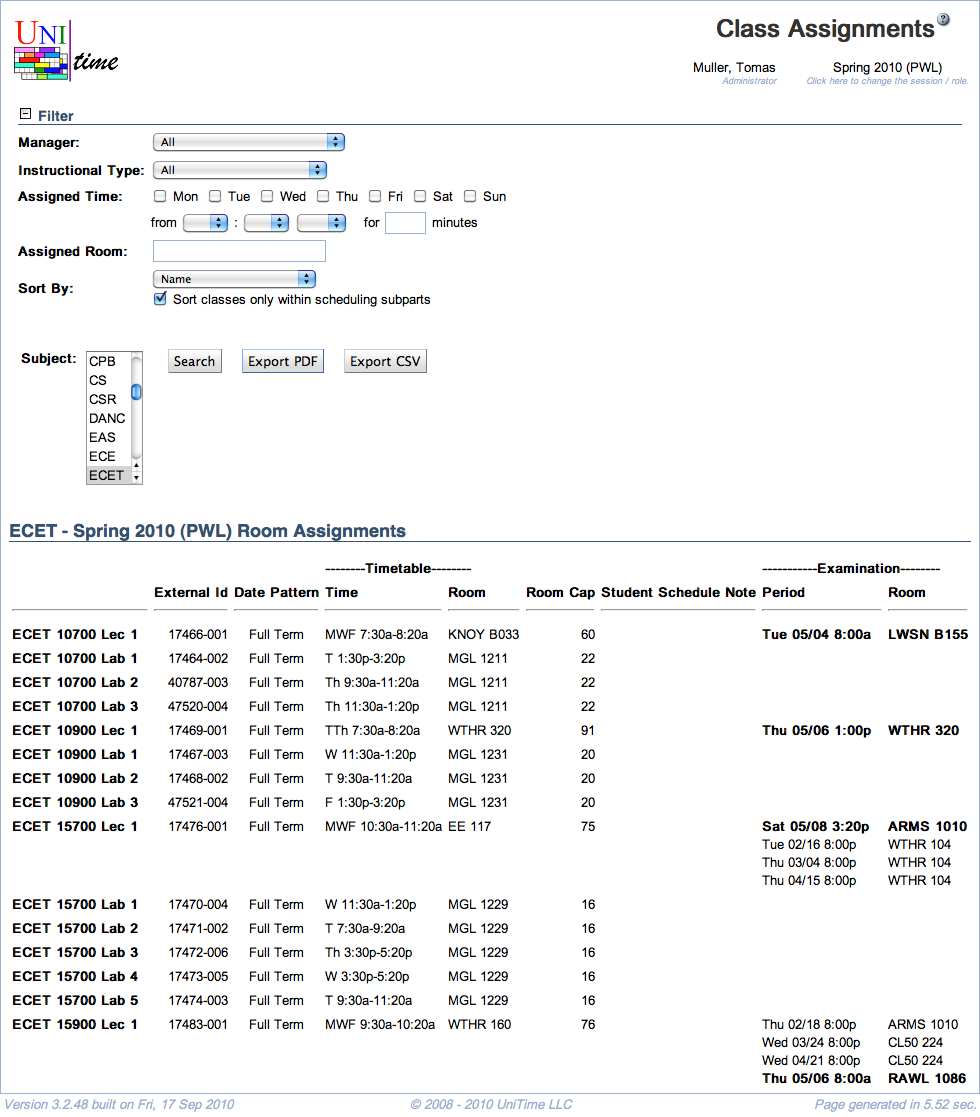 UNI
time
Class Assignments ?
Muller, Tomas Spring 2010 (PWL)
Administrator Click here to change the session / role.
Filter
Manager: All
Instructional Type: All
Assigned Time: Mon Tue Wed Thu Fri Sat Sun
from : for minutes
Assigned Room:
Sort By: Name
Sort classes only within scheduling subparts
Subject: CPB Search Export PDF Export CSV
CS
CSR
DANC
EAS
ECE
ECET
ECET - Spring 2010 (PWL) Room Assignments
--------Timetable-------- -----------Examination--------
External Id Date Pattern Time Room Room Cap Student Schedule Note Period Room
ECET 10700 Lec 1 17466-001 Full Term MWF 7:30a-8:20a KNOY B033 60 Tue 05/04 8:00a LWSN B155
ECET 10700 Lab 1 17464-002 Full Term T 1:30p-3:20p MGL 1211 22
ECET 10700 Lab 2 40787-003 Full Term Th 9:30a-11:20a MGL 1211 22
ECET 10700 Lab 3 47520-004 Full Term Th 11:30a-1:20p MGL 1211 22
ECET 10900 Lec 1 17469-001 Full Term TTh 7:30a-8:20a WTHR 320 91 Thu 05/06 1:00p WTHR 320
ECET 10900 Lab 1 17467-003 Full Term W 11:30a-1:20p MGL 1231 20
ECET 10900 Lab 2 17468-002 Full Term T 9:30a-11:20a MGL 1231 20
ECET 10900 Lab 3 47521-004 Full Term F 1:30p-3:20p MGL 1231 20
ECET 15700 Lec 1 17476-001 Full Term MWF 10:30a-11:20a EE 117 75 Sat 05/08 3:20p ARMS 1010
Tue 02/16 8:00p WTHR 104
Thu 03/04 8:00p WTHR 104
Thu 04/15 8:00p WTHR 104
ECET 15700 Lab 1 17470-004 Full Term W 11:30a-1:20p MGL 1229 16
ECET 15700 Lab 2 17471-002 Full Term T 7:30a-9:20a MGL 1229 16
ECET 15700 Lab 3 17472-006 Full Term Th 3:30p-5:20p MGL 1229 16
ECET 15700 Lab 4 17473-005 Full Term W 3:30p-5:20p MGL 1229 16
ECET 15700 Lab 5 17474-003 Full Term T 9:30a-11:20a MGL 1229 16
ECET 15900 Lec 1 17483-001 Full Term MWF 9:30a-10:20a WTHR 160 76 Thu 02/18 8:00p ARMS 1010
Wed 03/24 8:00p CL50 224
Wed 04/21 8:00p CL50 224
Thu 05/06 8:00a RAWL 1086
Version 3.2.48 built on Fri, 17 Sep 2010 © 2008 - 2010 UniTime LLC Page generated in 5.52 sec.